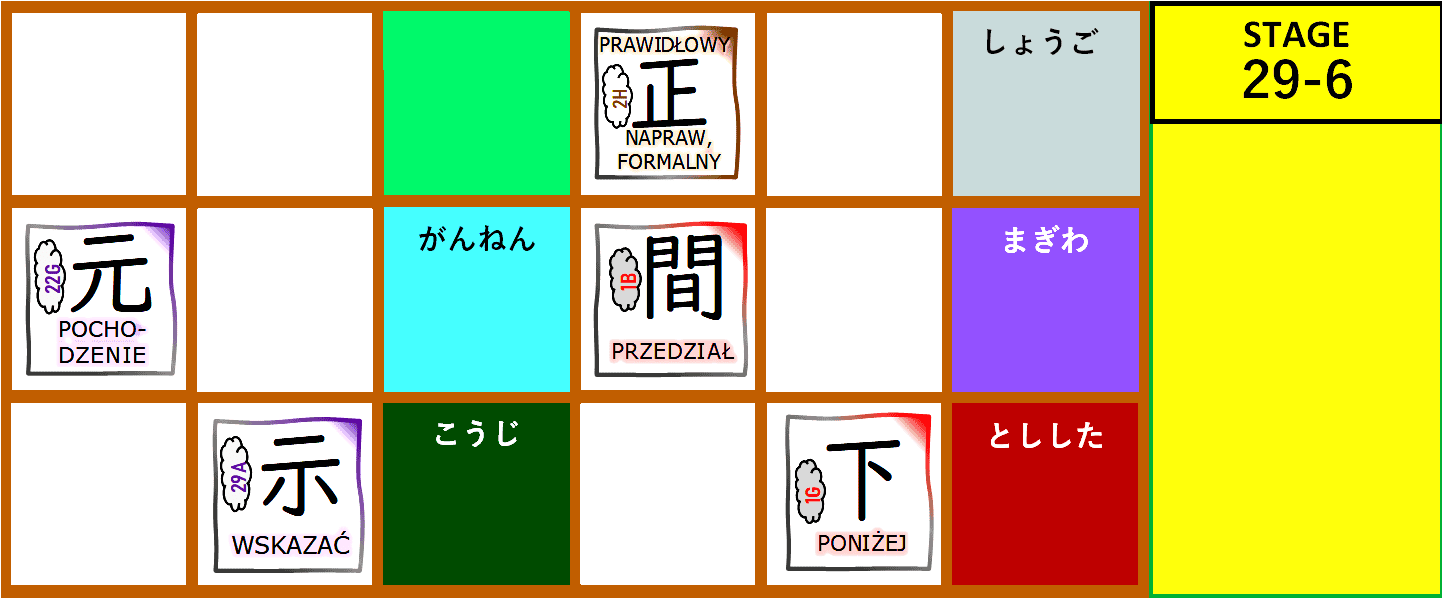 PRAWIDŁOWY
2H
正
NAPRAW,
FORMALNY
しょうご
STAGE
29-6
22G
元
POCHO-
DZENIE
がんねん
1B
間
PRZEDZIAŁ
まぎわ
29A
示
WSKAZAĆ
こうじ
1G
下
PONIŻEJ
とししした